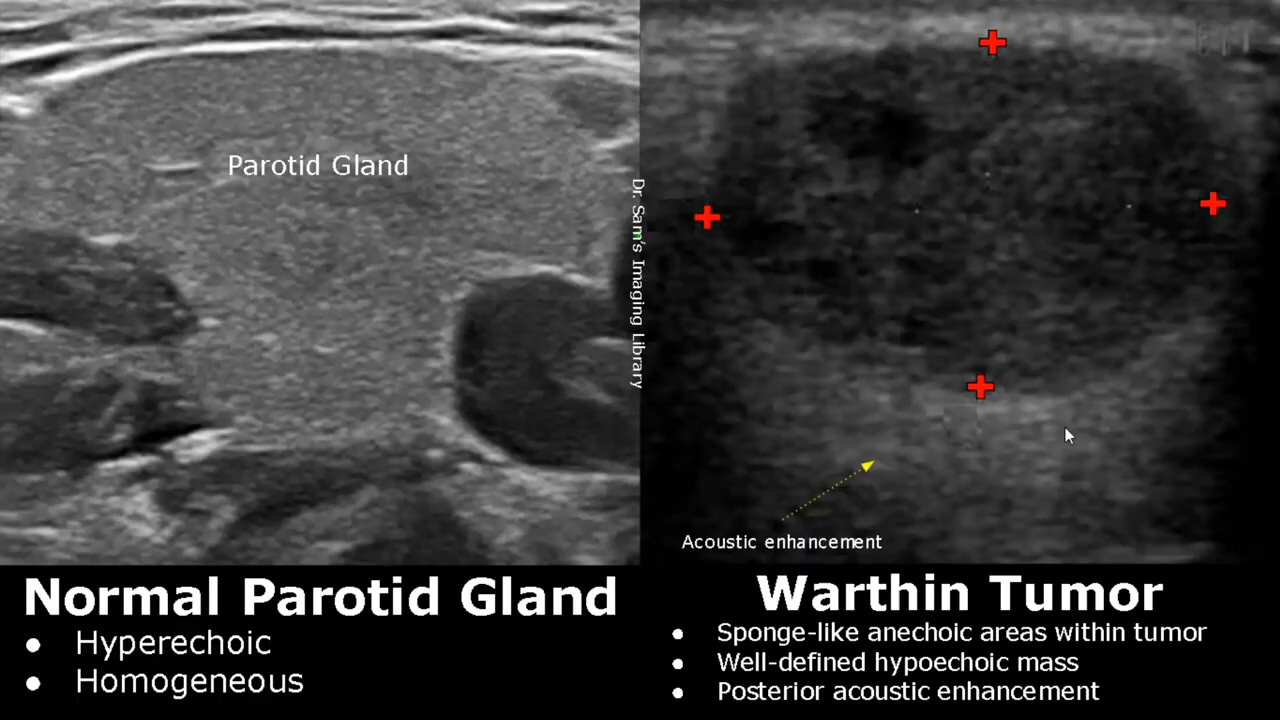 Parotid Gland
Dr. Sam's Imaging Library
Acoustic enhancement
Normal Parotid Gland
• Hyperechoic
• Homogeneous
Warthin Tumor
• Sponge-like anechoic areas within tumor
• Well-defined hypoechoic mass
• Posterior acoustic enhancement